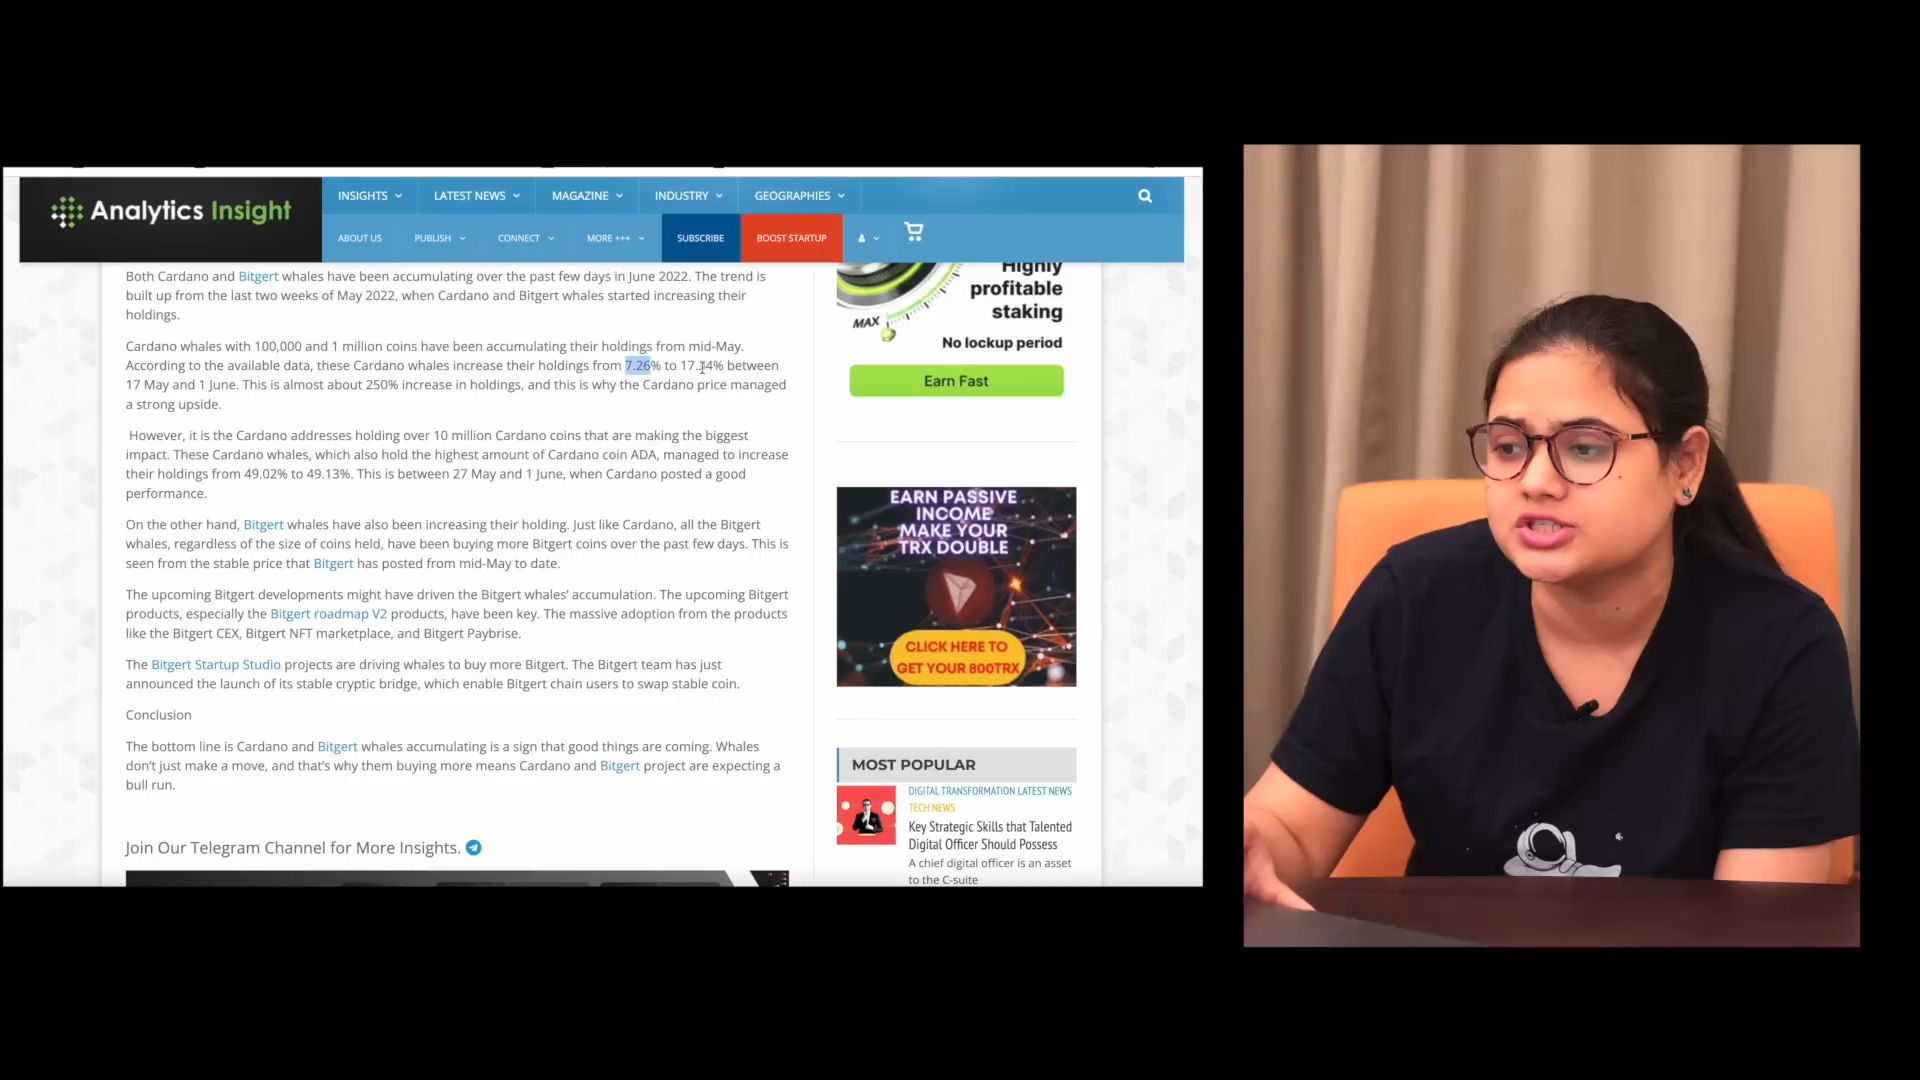 Analytics Insight
INSIGHTS LATEST NEWS MAGAZINE INDUSTRY GEOGRAPHIES
ABOUT US PUBLISH CONNECT MORE +++ SUBSCRIBE BOOST STARTUP
Both Cardano and Bitgert whales have been accumulating over the past few days in June 2022. The trend is
built up from the last two weeks of May 2022, when Cardano and Bitgert whales started increasing their
holdings.
Cardano whales with 100,000 and 1 million coins have been accumulating their holdings from mid-May.
According to the available data, these Cardano whales increase their holdings from 7.26% to between
17 May and 1 June. This is almost about 250% increase in holdings, and this is why the Cardano price managed
a strong upside.
However, it is the Cardano addresses holding over 10 million Cardano coins that are making the biggest
impact. These Cardano whales, which also hold the highest amount of Cardano coin ADA, managed to increase
their holdings from 49.02% to 49.13%. This is between 27 May and 1 June, when Cardano posted a good
performance.
On the other hand, Bitgert whales have also been increasing their holding. Just like Cardano, all the Bitgert
whales, regardless of the size of coins held, have been buying more Bitgert coins over the past few days. This is
seen from the stable price that Bitgert has posted from mid-May to date.
The upcoming Bitgert developments might have driven the Bitgert whales’ accumulation. The upcoming Bitgert
products, especially the Bitgert roadmap V2 products, have been key. The massive adoption from the products
like the Bitgert CEX, Bitgert NFT marketplace, and Bitgert Paybrise.
The Bitgert Startup Studio projects are driving whales to buy more Bitgert. The Bitgert team has just
announced the launch of its stable cryptic bridge, which enable Bitgert chain users to swap stable coin.
Conclusion
The bottom line is Cardano and Bitgert whales accumulating is a sign that good things are coming. Whales
don’t just make a move, and that’s why them buying more means Cardano and Bitgert project are expecting a
bull run.
Join Our Telegram Channel for More Insights.
Highly
profitable
staking
MAX
No lockup period
Earn Fast
EARN PASSIVE
INCOME
MAKE YOUR
TRX DOUBLE
CLICK HERE TO
GET YOUR 800TRX
MOST POPULAR
DIGITAL TRANSFORMATION LATEST NEWS
TECH NEWS
Key Strategic Skills that Talented
Digital Officer Should Possess
A chief digital officer is an asset
to the C-suite